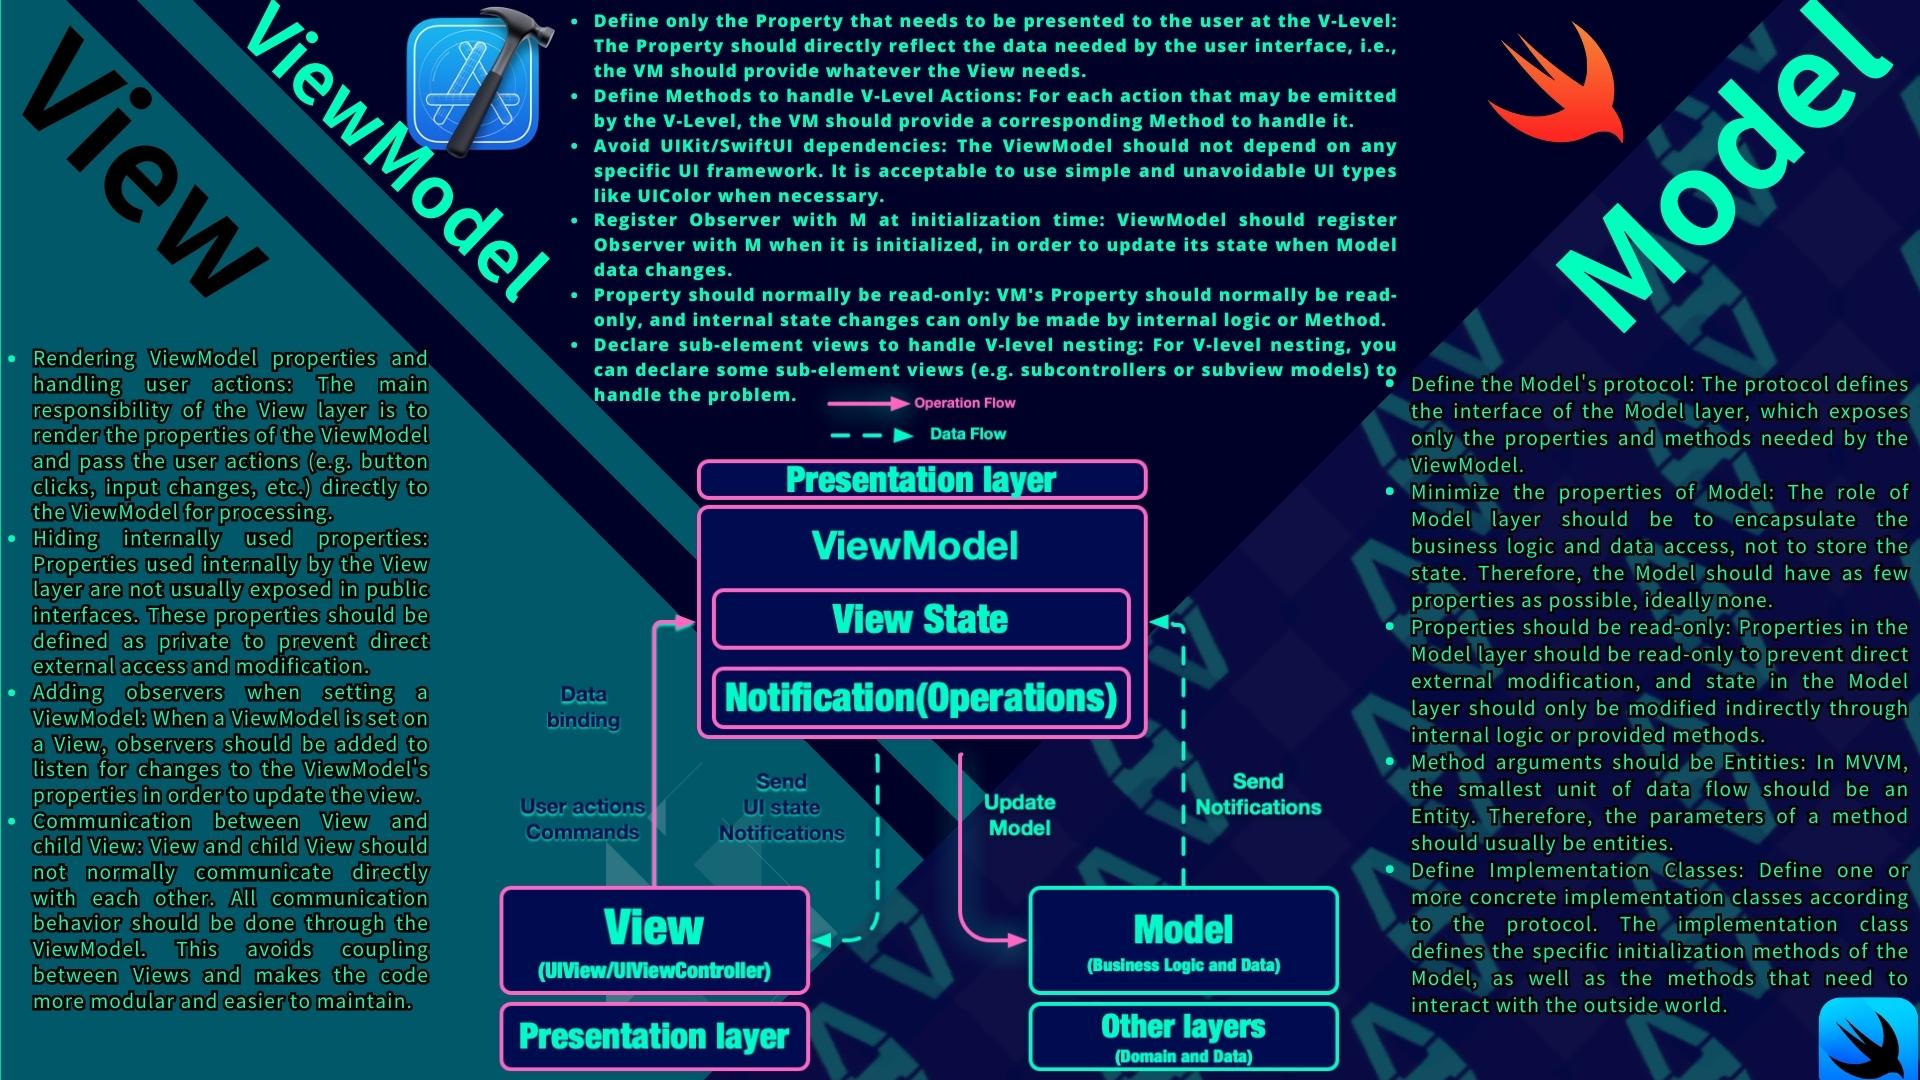 View
ViewModel
• Define only the Property that needs to be presented to the user at the V-Level:
The Property should directly reflect the data needed by the user interface, i.e.,
the VM should provide whatever the View needs.
• Define Methods to handle V-Level Actions: For each action that may be emitted
by the V-Level, the VM should provide a corresponding Method to handle it.
• Avoid UIKit/SwiftUI dependencies: The ViewModel should not depend on any
specific UI framework. It is acceptable to use simple and unavoidable UI types
like UIColor when necessary.
• Register Observer with M at initialization time: ViewModel should register
Observer with M when it is initialized, in order to update its state when Model
data changes.
• Property should normally be read-only: VM's Property should normally be read-
only, and internal state changes can only be made by internal logic or Method.
• Declare sub-element views to handle V-level nesting: For V-level nesting, you
can declare some sub-element views (e.g. subcontrollers or subview models) to
handle the problem.
Model
• Rendering ViewModel properties and
handling user actions: The main
responsibility of the View layer is to
render the properties of the ViewModel
and pass the user actions (e.g. button
clicks, input changes, etc.) directly to
the ViewModel for processing.
• Hiding internally used properties:
Properties used internally by the View
layer are not usually exposed in public
interfaces. These properties should be
defined as private to prevent direct
external access and modification.
• Adding observers when setting a
ViewModel: When a ViewModel is set on
a View, observers should be added to
listen for changes to the ViewModel's
properties in order to update the view.
• Communication between View and
child View: View and child View should
not normally communicate directly
with each other. All communication
behavior should be done through the
ViewModel. This avoids coupling
between Views and makes the code
more modular and easier to maintain.
Operation Flow
Data Flow
Presentation layer
ViewModel
View State
Notification(Operations)
Data
binding
User actions
Commands
Send
UI state
Notifications
Update
Model
Send
Notifications
View
(UIView/UIViewController)
Presentation layer
Model
(Business Logic and Data)
Other layers
(Domain and Data)
• Define the Model's protocol: The protocol defines
the interface of the Model layer, which exposes
only the properties and methods needed by the
ViewModel.
• Minimize the properties of Model: The role of
Model layer should be to encapsulate the
business logic and data access, not to store the
state. Therefore, the Model should have as few
properties as possible, ideally none.
• Properties should be read-only: Properties in the
Model layer should be read-only to prevent direct
external modification, and state in the Model
layer should only be modified indirectly through
internal logic or provided methods.
• Method arguments should be Entities: In MVVM,
the smallest unit of data flow should be an
Entity. Therefore, the parameters of a method
should usually be entities.
• Define Implementation Classes: Define one or
more concrete implementation classes according
to the protocol. The implementation class
defines the specific initialization methods of the
Model, as well as the methods that need to
interact with the outside world.